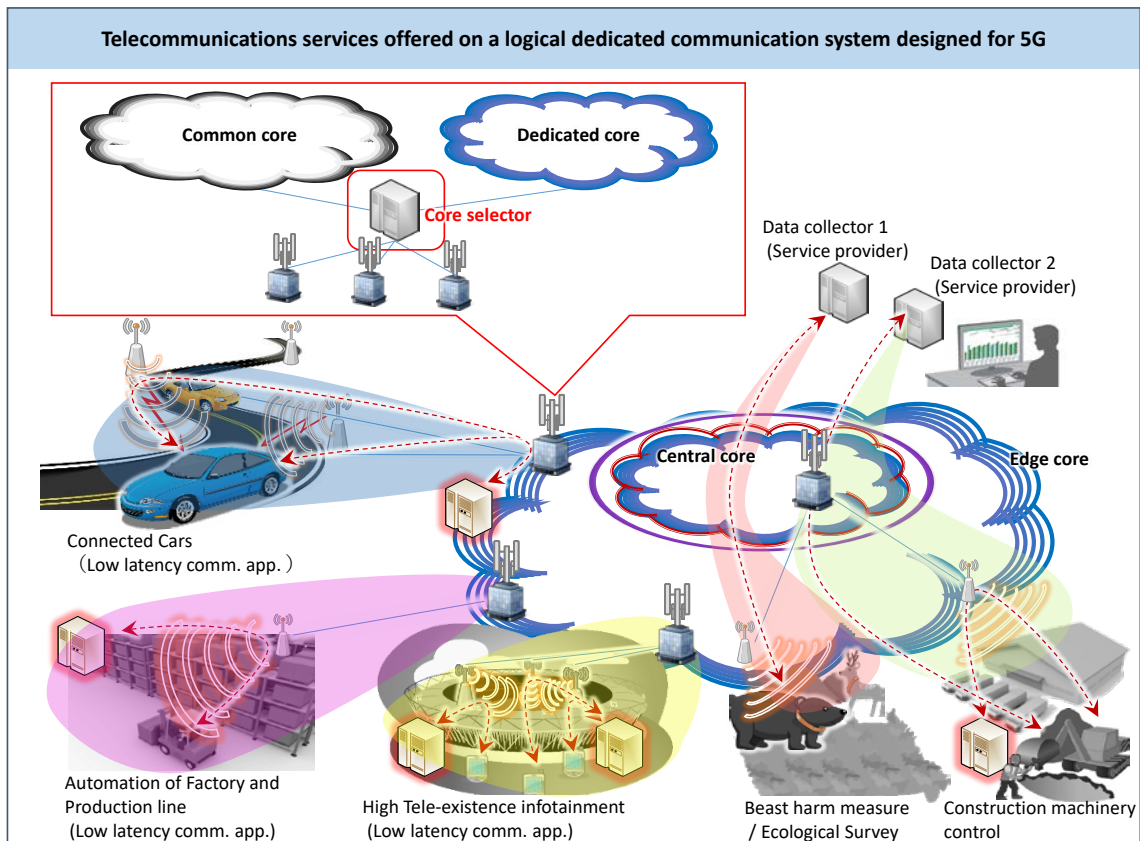 Telecommunications services offered on a logical dedicated communication system designed for 5G
Common core
Dedicated core
Core selector
Data collector 1
(Service provider)
Data collector 2
(Service provider)
Central core
Edge core
Connected Cars
（Low latency comm. app. ）
Automation of Factory and
Production line
(Low latency comm. app.)
High Tele-existence infotainment
(Low latency comm. app.)
Beast harm measure
/ Ecological Survey
Construction machinery
control